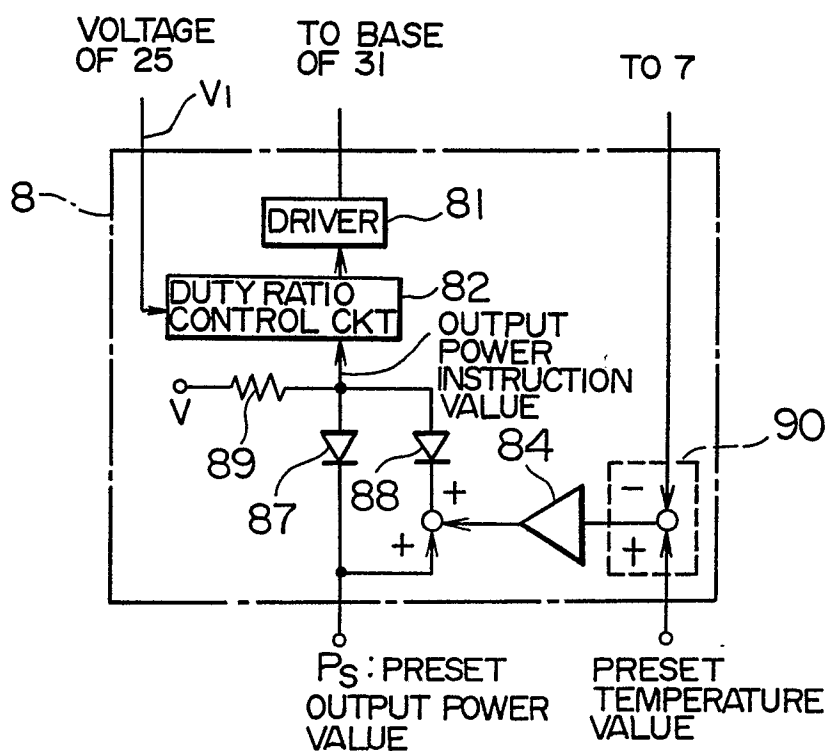 VOLTAGE
OF 25
TO BASE
OF 31
TO 7
V1
8
DRIVER
81
DUTY RATIO
CONTROL CKT
82
OUTPUT
POWER
INSTRUCTION
VALUE
V
89
87
88
84
90
+
+
-
+
PS : PRESET
OUTPUT POWER
VALUE
PRESET
TEMPERATURE
VALUE